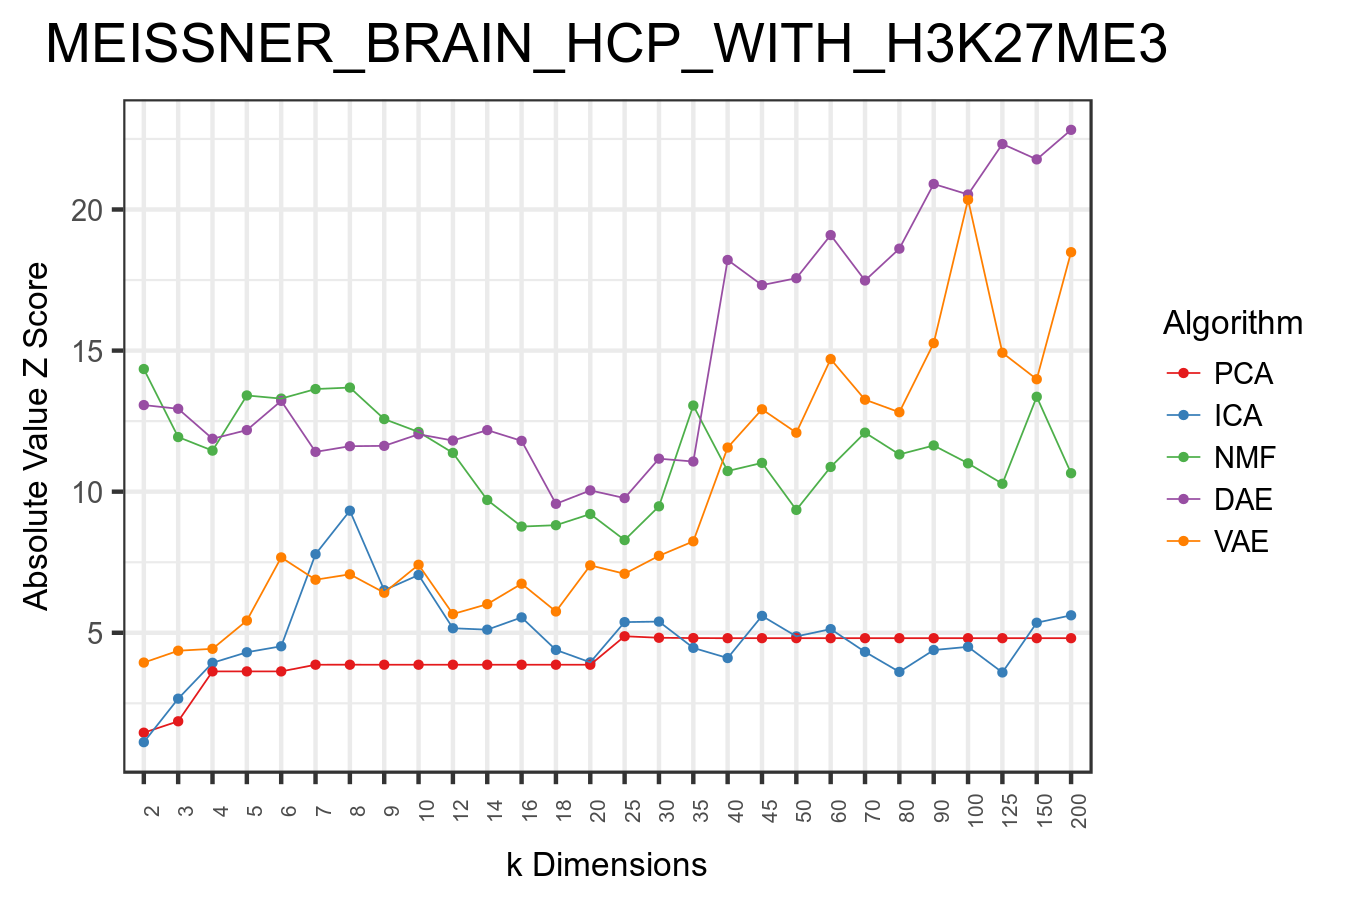 MEISSNER_BRAIN_HCP_WITH_H3K27ME3
Absolute Value Z Score
20
15
10
5
2 3 4 5 6 7 8 9 10 12 14 16 18 20 25 30 35 40 45 50 60 70 80 90 100 125 150 200
k Dimensions
Algorithm
PCA
ICA
NMF
DAE
VAE